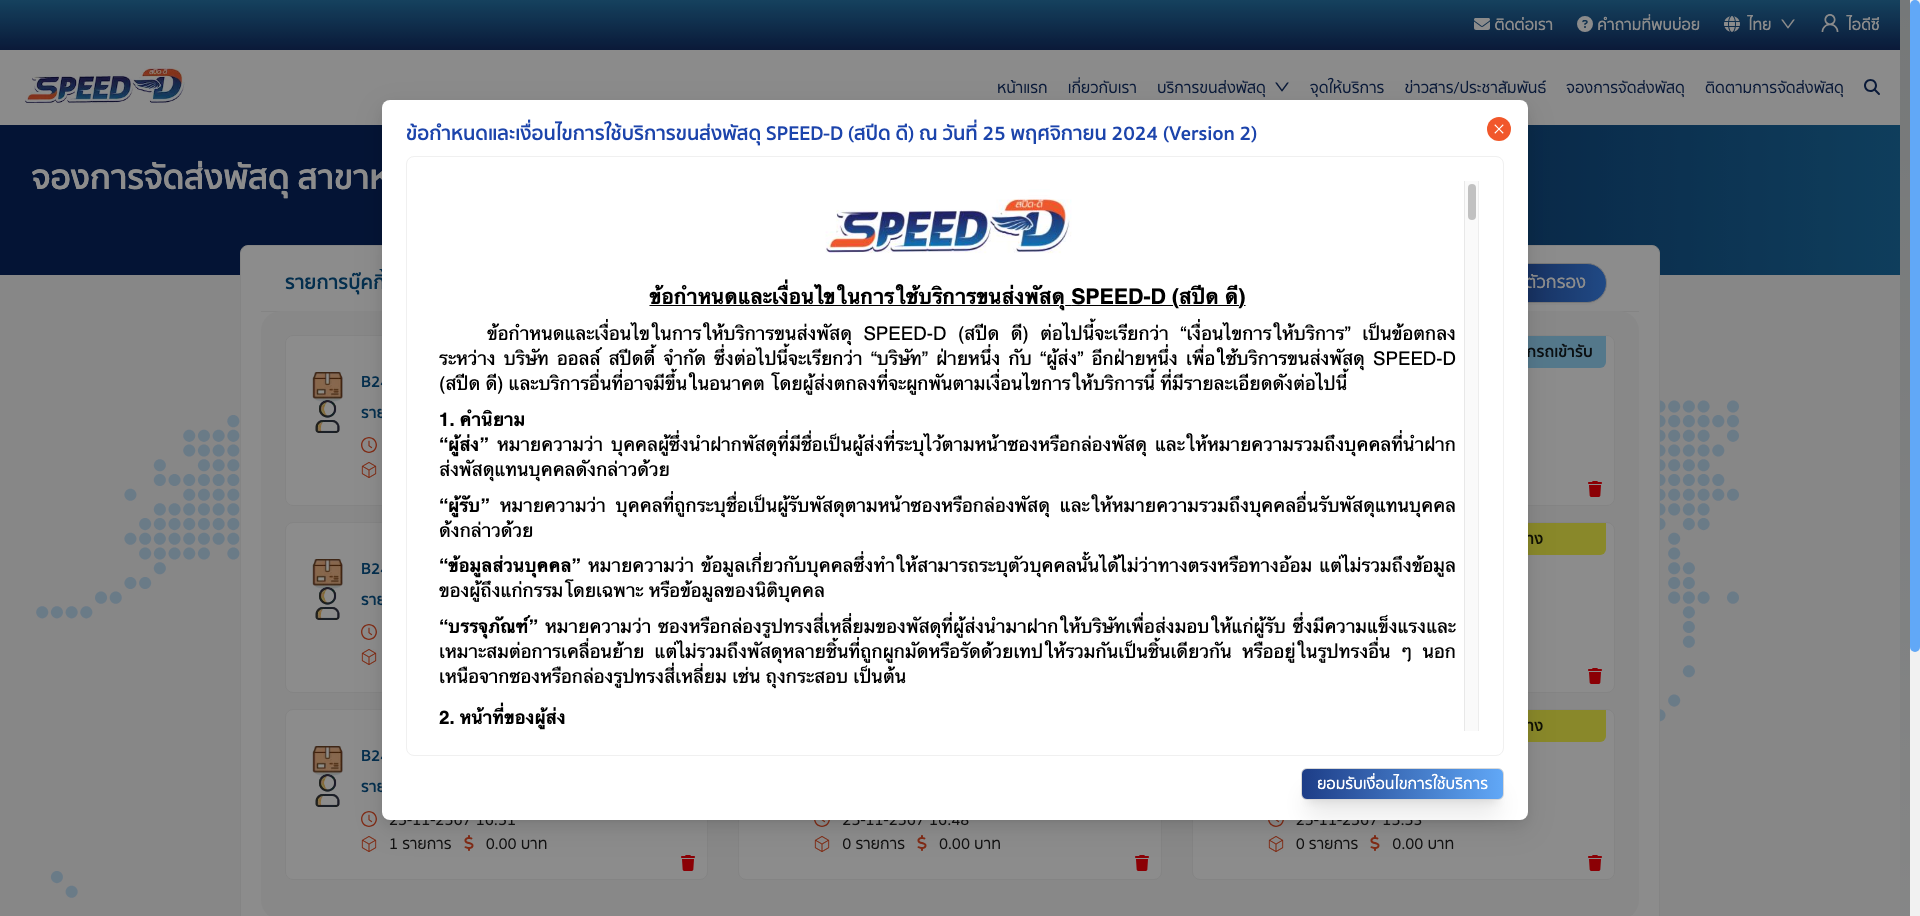 ติดต่อเรา คำถามที่พบบ่อย ไทย ไอดีซี
สปีด-ดี
SPEED-D
หน้าแรก เกี่ยวกับเรา บริการขนส่งพัสดุ จุดให้บริการ ข่าวสาร/ประชาสัมพันธ์ จองการจัดส่งพัสดุ ติดตามการจัดส่งพัสดุ
ข้อกำหนดและเงื่อนไขการใช้บริการขนส่งพัสดุ SPEED-D (สปีด ดี) ณ วันที่ 25 พฤศจิกายน 2024 (Version 2)
จองการจัดส่งพัสดุ
สปีด-ดี
SPEED-D
ตัวกรอง
ข้อกำหนดและเงื่อนไขในการใช้บริการขนส่งพัสดุ SPEED-D (สปีด ดี)
ข้อกำหนดและเงื่อนไขในการให้บริการขนส่งพัสดุ SPEED-D (สปีด ดี) ต่อไปนี้จะเรียกว่า “เงื่อนไขการให้บริการ” เป็นข้อตกลง
ระหว่าง บริษัท ออลล์ สปีดดี้ จำกัด ซึ่งต่อไปนี้จะเรียกว่า “บริษัท” ฝ่ายหนึ่ง กับ “ผู้ส่ง” อีกฝ่ายหนึ่ง เพื่อใช้บริการขนส่งพัสดุ SPEED-D
(สปีด ดี) และบริการอื่นที่อาจมีขึ้นในอนาคต โดยผู้ส่งตกลงที่จะผูกพันตามเงื่อนไขการให้บริการนี้ ที่มีรายละเอียดดังต่อไปนี้
1. คำนิยาม
“ผู้ส่ง” หมายความว่า บุคคลผู้ซึ่งนำฝากพัสดุที่มีชื่อเป็นผู้ส่งที่ระบุไว้ตามหน้าซองหรือกล่องพัสดุ และให้หมายความรวมถึงบุคคลที่นำฝาก
ส่งพัสดุแทนบุคคลดังกล่าวด้วย
“ผู้รับ” หมายความว่า บุคคลที่ถูกระบุชื่อเป็นผู้รับพัสดุตามหน้าซองหรือกล่องพัสดุ และให้หมายความรวมถึงบุคคลอื่นรับพัสดุแทนบุคคล
ดังกล่าวด้วย
“ข้อมูลส่วนบุคคล” หมายความว่า ข้อมูลเกี่ยวกับบุคคลซึ่งทำให้สามารถระบุตัวบุคคลนั้นได้ไม่ว่าทางตรงหรือทางอ้อม แต่ไม่รวมถึงข้อมูล
ของผู้ถึงแก่กรรมโดยเฉพาะ หรือข้อมูลของนิติบุคคล
“บรรจุภัณฑ์” หมายความว่า ซองหรือกล่องรูปทรงสี่เหลี่ยมของพัสดุที่ผู้ส่งนำมาฝากให้บริษัทเพื่อส่งมอบให้แก่ผู้รับ ซึ่งมีความแข็งแรงและ
เหมาะสมต่อการเคลื่อนย้าย แต่ไม่รวมถึงพัสดุหลายชิ้นที่ถูกผูกมัดหรือรัดด้วยเทปให้รวมกันเป็นชิ้นเดียวกัน หรืออยู่ในรูปทรงอื่น ๆ นอก
เหนือจากซองหรือกล่องรูปทรงสี่เหลี่ยม เช่น ถุงกระสอบ เป็นต้น
2. หน้าที่ของผู้ส่ง
ยอมรับเงื่อนไขการใช้บริการ
1 รายการ 0.00 บาท 0 รายการ 0.00 บาท 0 รายการ 0.00 บาท